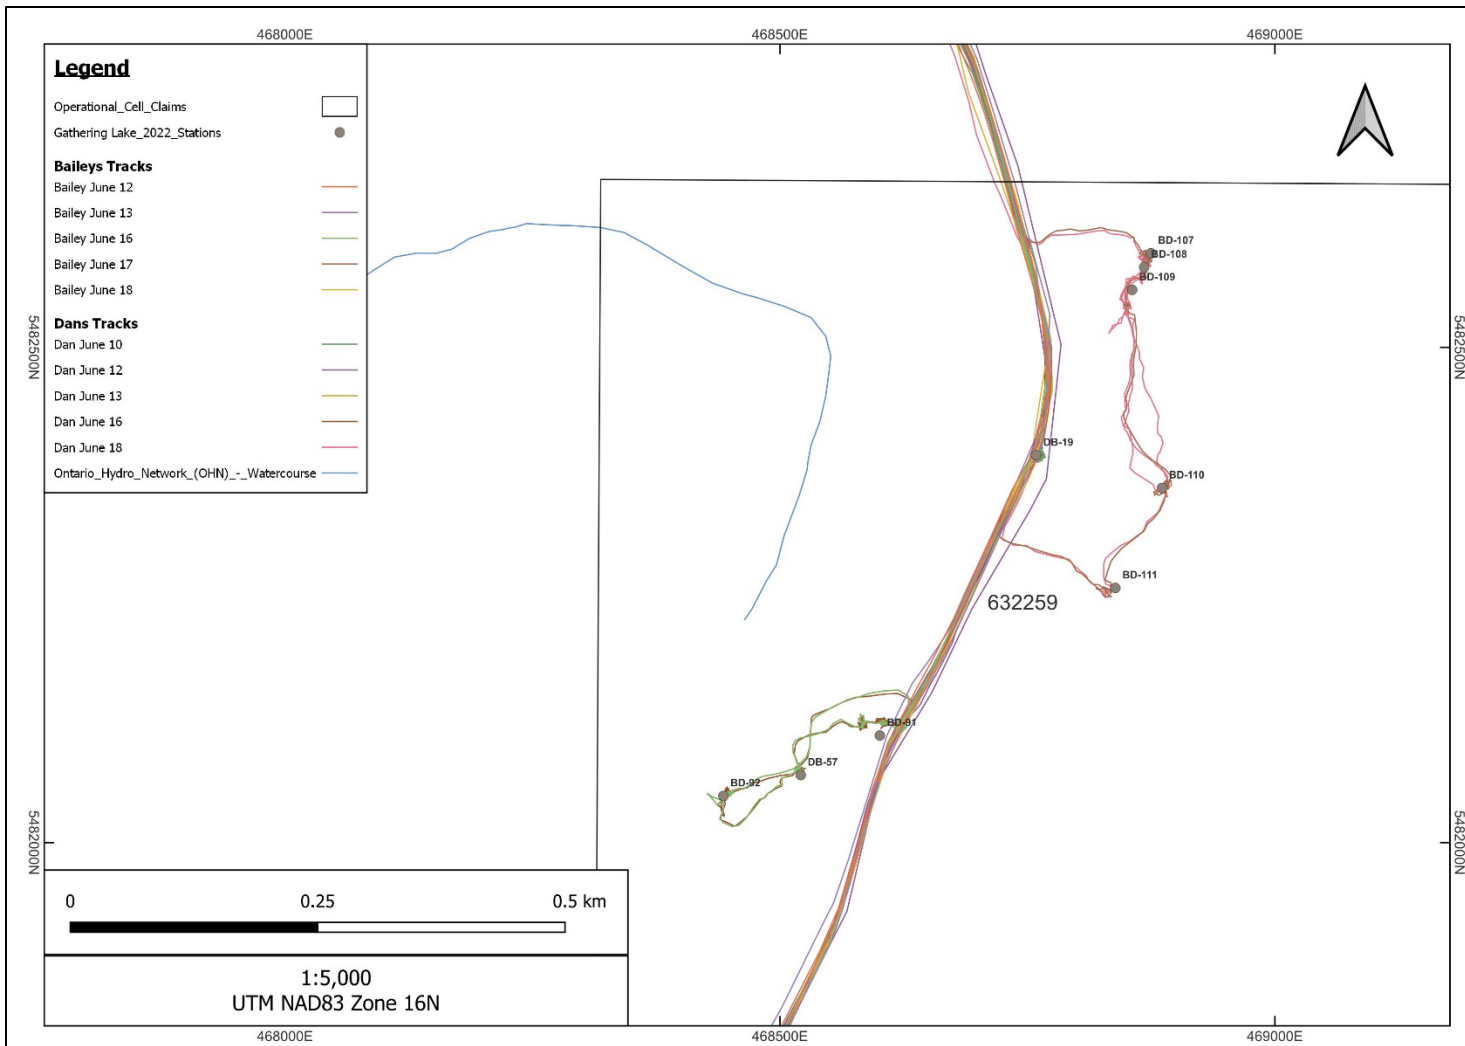 468000E 468500E 469000E
Legend
Operational_Cell_Claims
Gathering Lake_2022_Stations
Baileys Tracks
Bailey June 12
Bailey June 13
Bailey June 16
Bailey June 17
Bailey June 18
Dans Tracks
Dan June 10
Dan June 12
Dan June 13
Dan June 16
Dan June 18
Ontario_Hydro_Network_(OHN)_-_Watercourse
BD-107
BD-108
BD-109
5482500N
5482500N
DB-19
BD-110
BD-111
632259
BD-91
DB-57
BD-92
5482000N
5482000N
0 0.25 0.5 km
1:5,000
UTM NAD83 Zone 16N
468000E 468500E 469000E